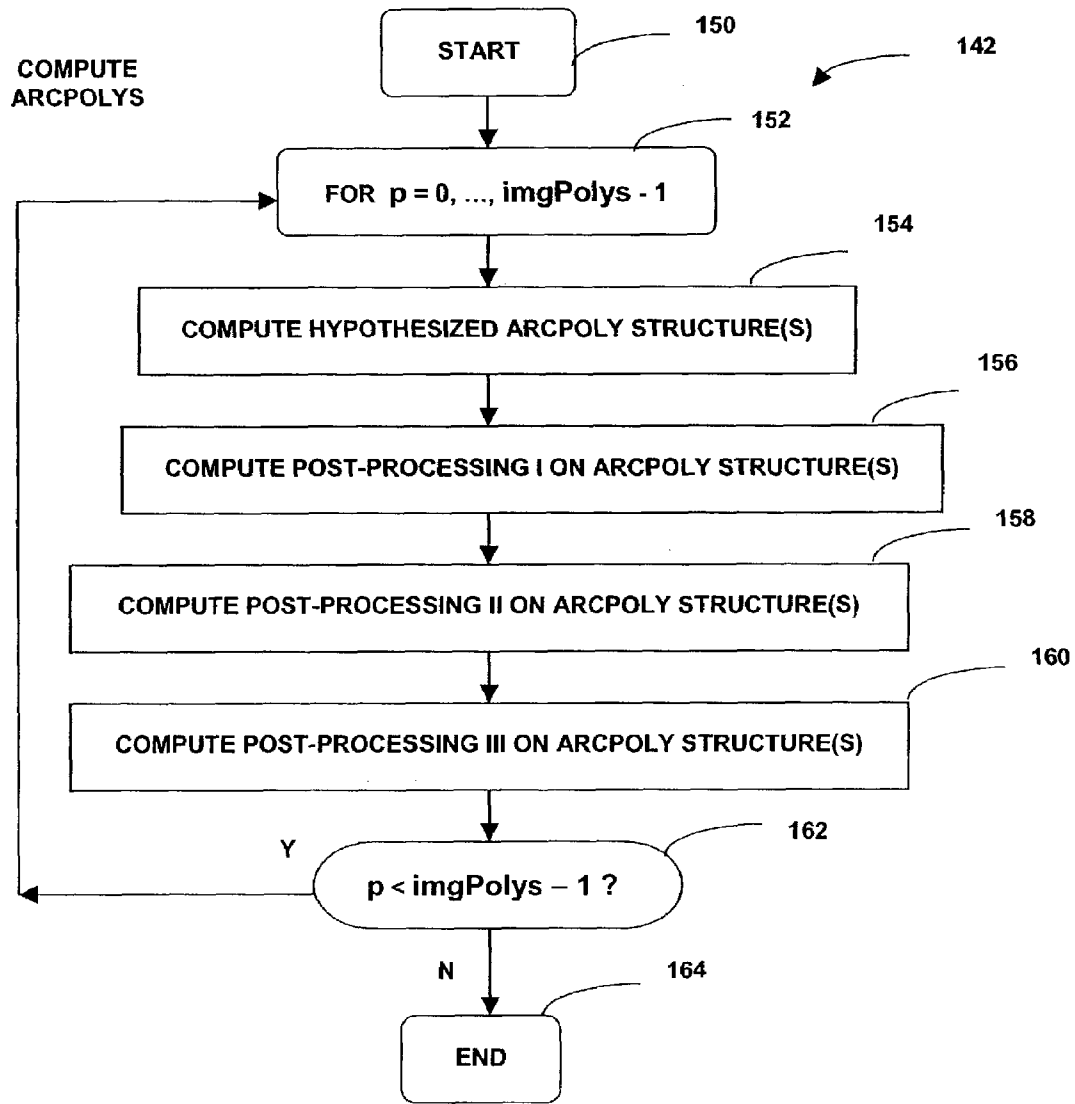 START
150
142
COMPUTE
ARCPOLYS
152
FOR p = 0, ..., imgPolys - 1
154
COMPUTE HYPOTHESIZED ARCPOLY STRUCTURE(S)
156
COMPUTE POST-PROCESSING I ON ARCPOLY STRUCTURE(S)
158
COMPUTE POST-PROCESSING II ON ARCPOLY STRUCTURE(S)
160
COMPUTE POST-PROCESSING III ON ARCPOLY STRUCTURE(S)
162
Y
p < imgPolys – 1 ?
N
164
END